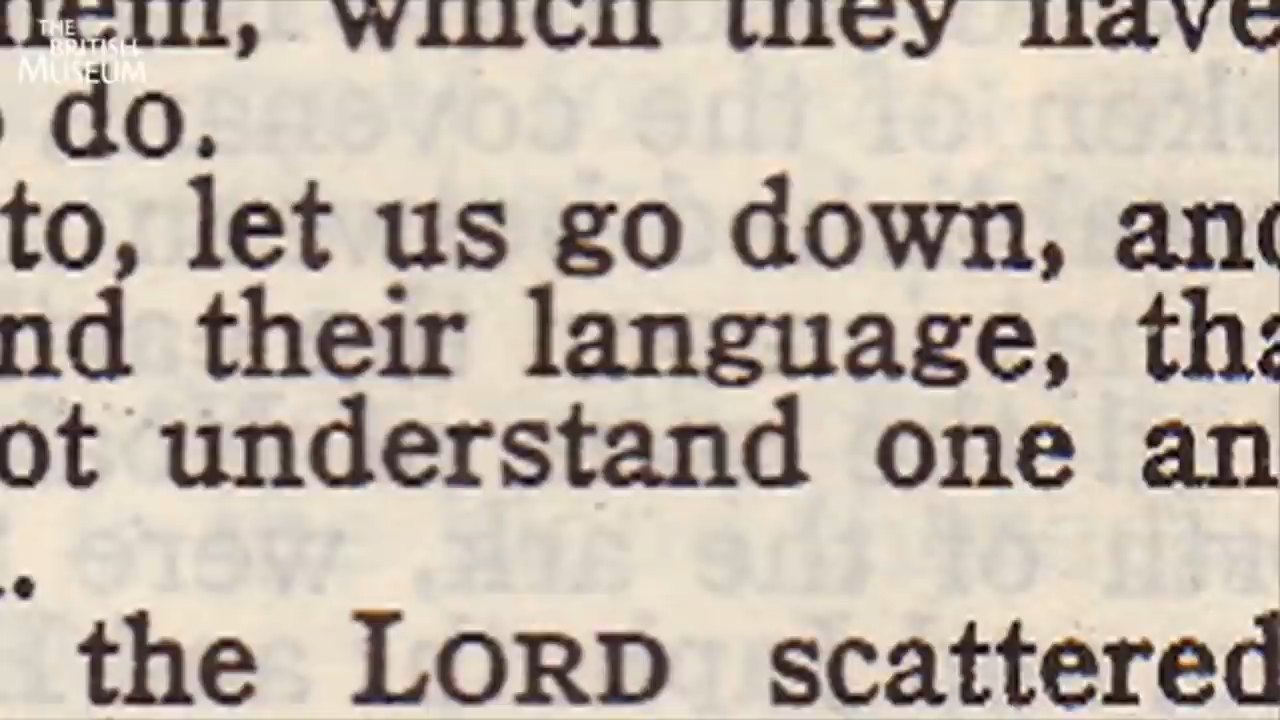 THE
BRITISH
MUSEUM
which they have
do.
to, let us go down, and
nd their language, tha
ot understand one an
the LORD scattered